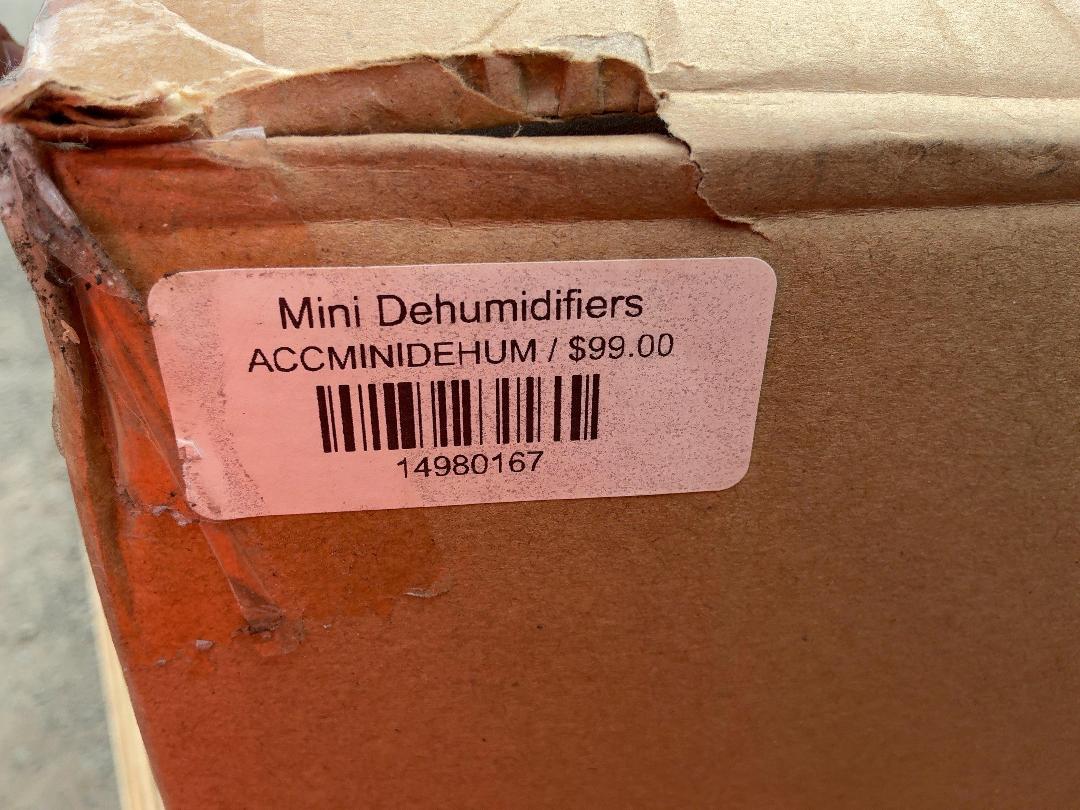 Mini Dehumidifiers
ACCMINIDEHUM / $99.00
14980167